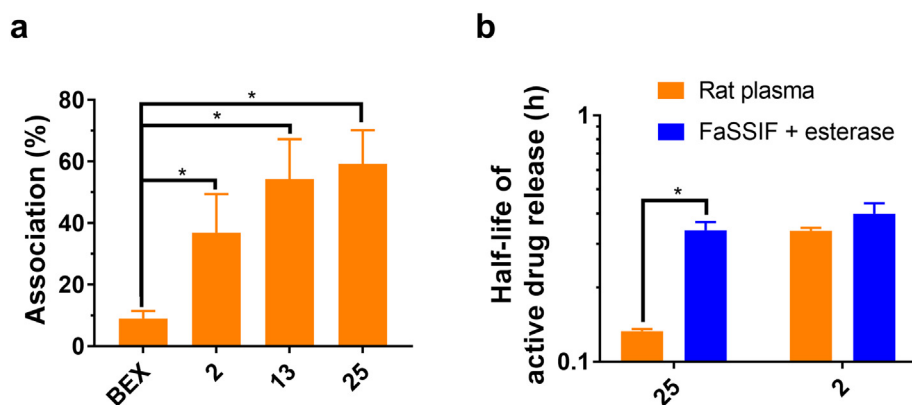 a
Association (%)
80
60
40
20
0
*
*
*
BEX
2
13
25
b
Half-life of
active drug release (h)
1
0.1
Rat plasma
FaSSIF + esterase
*
25
2